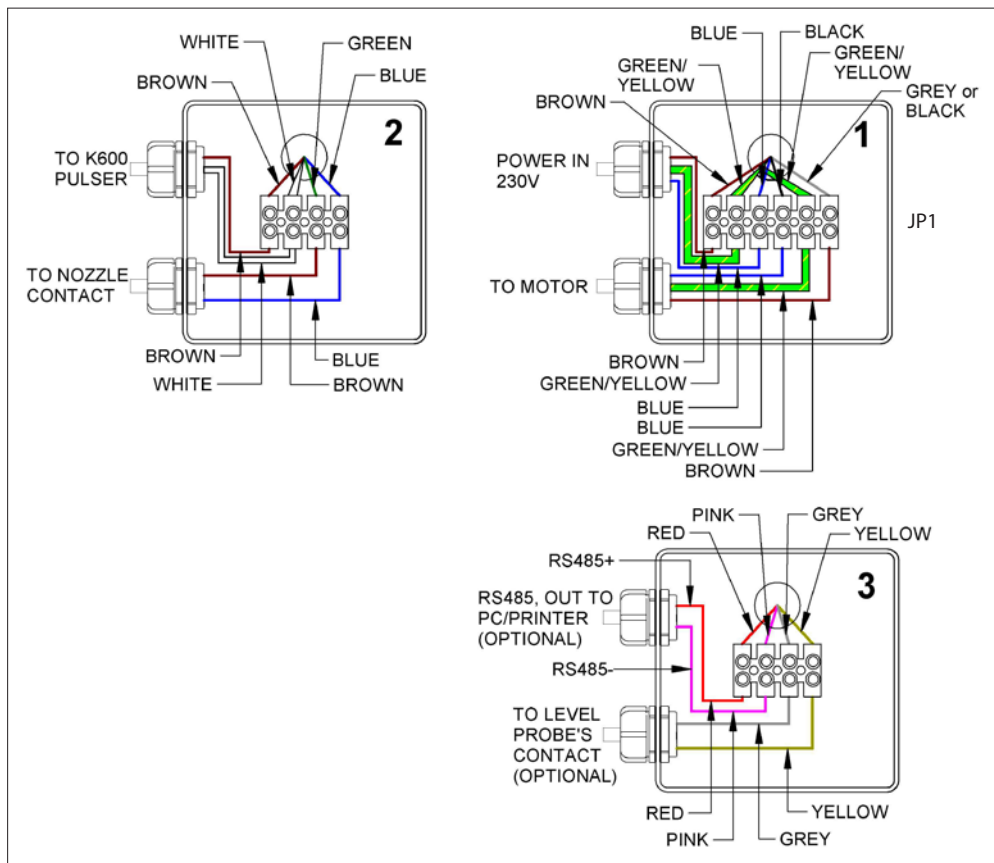 WHITE
GREEN
BROWN
BLUE
2
TO K600
PULSER
TO NOZZLE
CONTACT
BROWN
BLUE
WHITE
BROWN
BLACK
BLUE
GREEN/
YELLOW
GREEN/
YELLOW
BROWN
GREY or
BLACK
1
POWER IN
230V
JP1
TO MOTOR
BROWN
GREEN/YELLOW
BLUE
BLUE
GREEN/YELLOW
BROWN
PINK
GREY
RED
YELLOW
RS485+
3
RS485, OUT TO
PC/PRINTER
(OPTIONAL)
RS485-
TO LEVEL
PROBE'S
CONTACT
(OPTIONAL)
RED
YELLOW
PINK
GREY